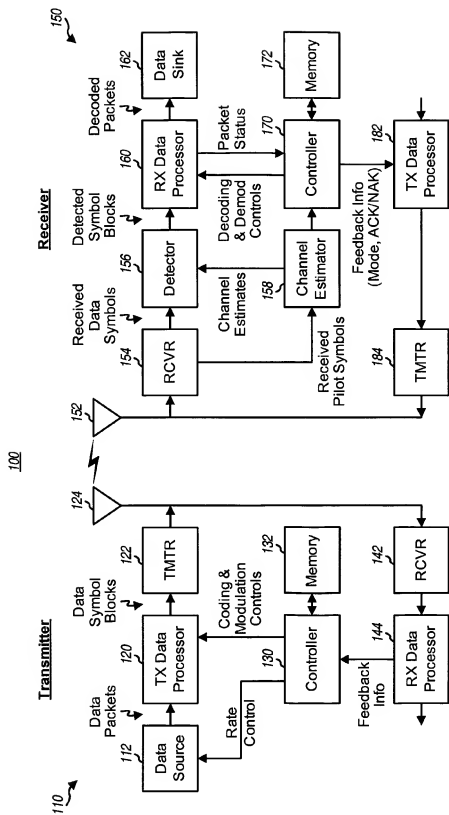 100
Transmitter
110
112
Data
Source
Data
Packets
120
TX Data
Processor
Data
Symbol
Blocks
122
TMTR
124
Rate
Control
Coding &
Modulation
Controls
130
Controller
132
Memory
Feedback
Info
144
RX Data
Processor
142
RCVR
Receiver
150
152
154
RCVR
Received
Data
Symbols
156
Detector
Detected
Symbol
Blocks
160
RX Data
Processor
Decoded
Packets
162
Data
Sink
Channel
Estimates
Decoding
& Demod
Controls
Packet
Status
Received
Pilot Symbols
158
Channel
Estimator
170
Controller
172
Memory
Feedback Info
(Mode, ACK/NAK)
184
TMTR
182
TX Data
Processor